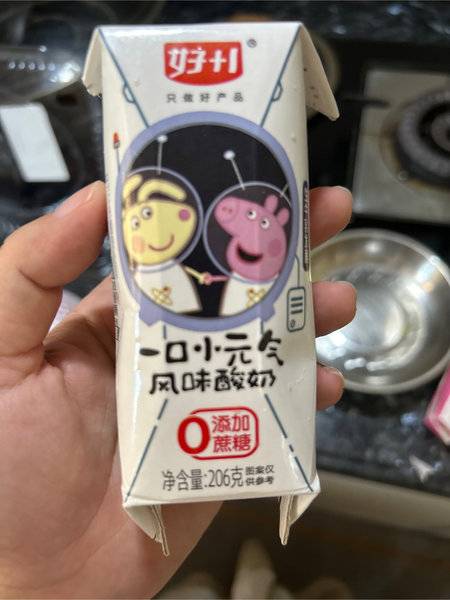 好+1®
只做好产品
一口小元气
风味酸奶
0添加
蔗糖
净含量:206克
图案仅
供参考